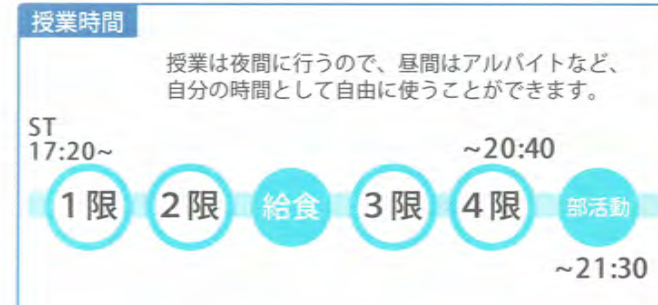 授業時間
授業は夜間に行うので、昼間はアルバイトなど、
自分の時間として自由に使うことができます。
ST
17:20~
~20:40
1限 2限 給食 3限 4限 部活動
~21:30